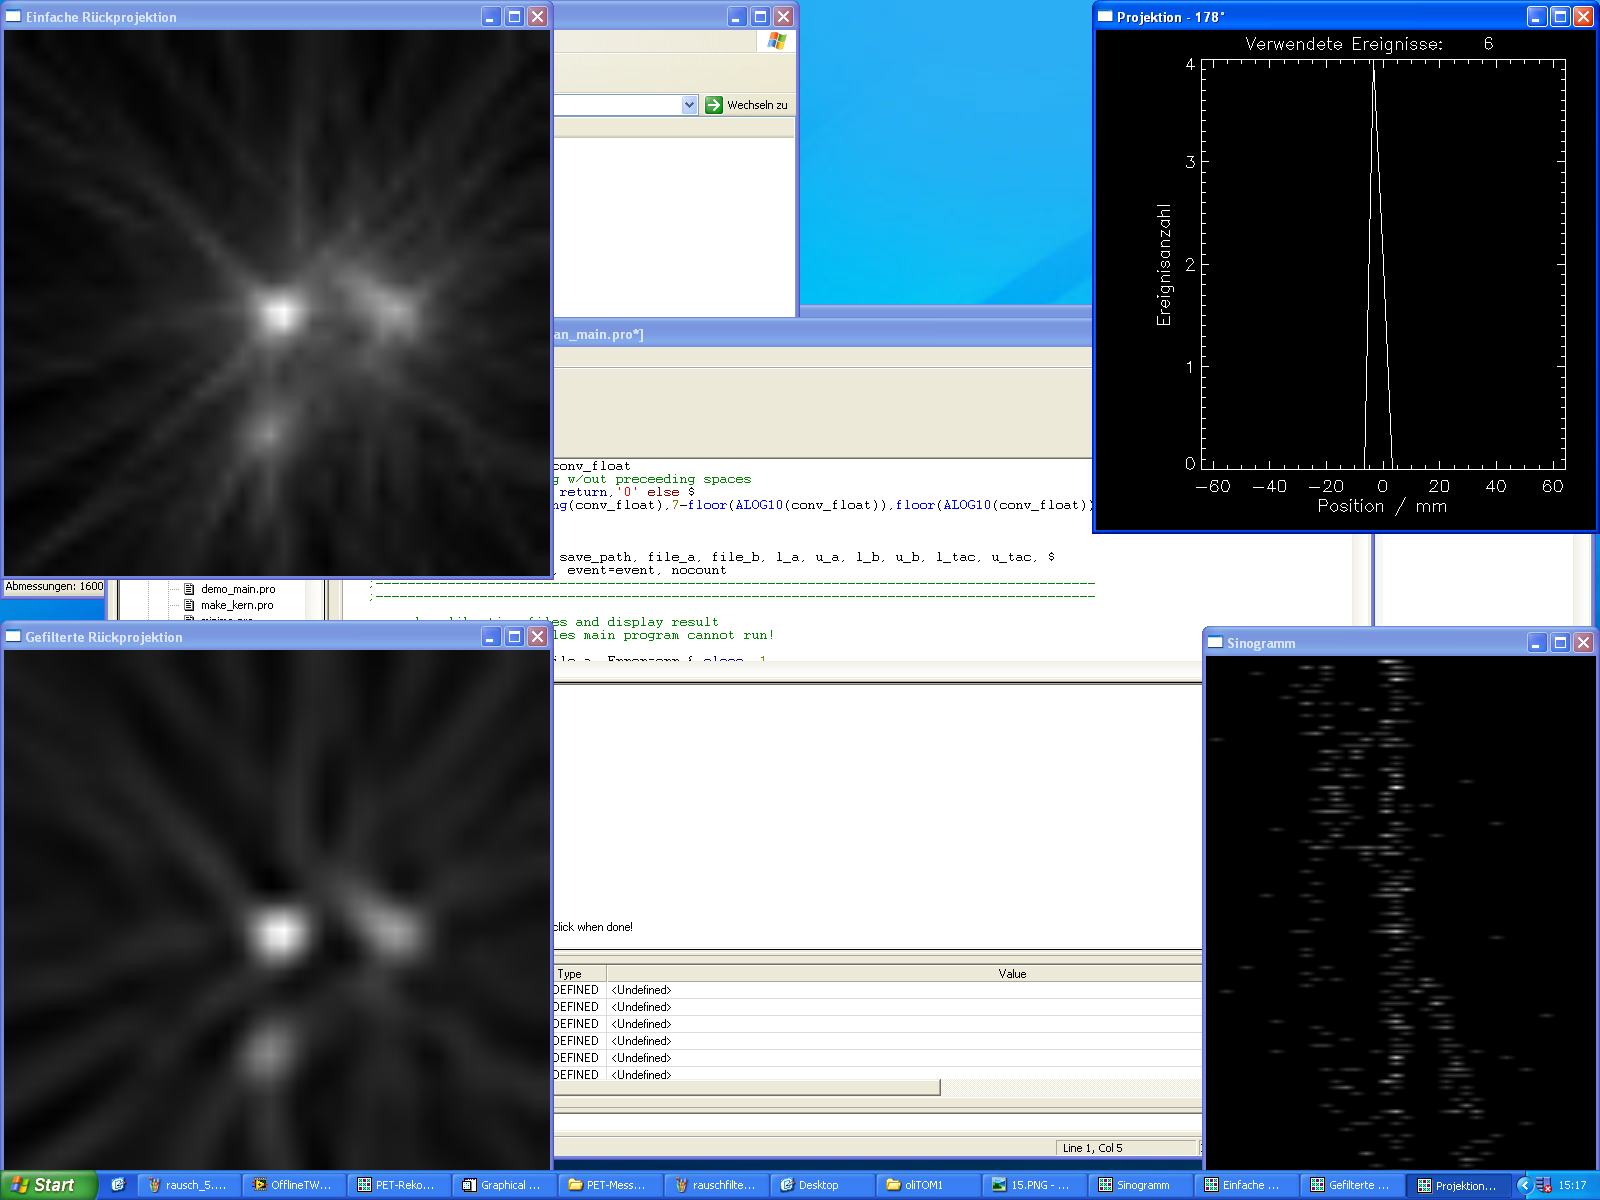 Einfache Rückprojektion
Projektion - 178°
Verwendete Ereignisse: 6
4
3
2
1
0
Ereignisanzahl
-60 -40 -20 0 20 40 60
Position / mm
Wechseln zu
an_main.pro*]
conv_float
g w/out preceeding spaces
return,'0' else $
ng(conv_float),7-floor(ALOG10(conv_float)),floor(ALOG10(conv_float))
save_path, file_a, file_b, l_a, u_a, l_b, u_b, l_tac, u_tac, $
, event=event, nocount
;
;
files and display result
les main program cannot run!
Abmessungen: 1600
demo_main.pro
make_kern.pro
Gefilterte Rückprojektion
Sinogramm
click when done!
Type Value
DEFINED <Undefined>
DEFINED <Undefined>
DEFINED <Undefined>
DEFINED <Undefined>
DEFINED <Undefined>
DEFINED <Undefined>
Line 1, Col 5
Start
rausch_5....
OfflineTW...
PET-Reko...
Graphical ...
PET-Mess...
rauschfilte...
Desktop
oliTOM1
15.PNG - ...
Sinogramm
Einfache ...
Gefilterte ...
Projektion...
15:17